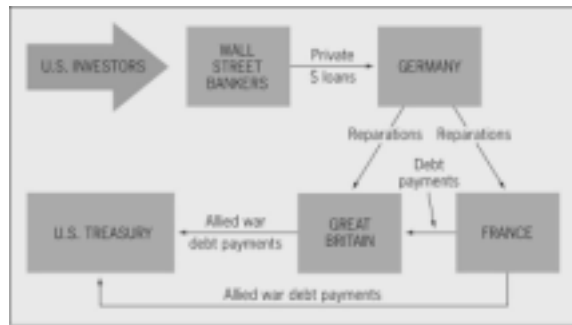 U.S. INVESTORS
WALL
STREET
BANKERS
Private
$ loans
GERMANY
Reparations
Reparations
Debt
payments
U.S. TREASURY
Allied war
debt payments
GREAT
BRITAIN
FRANCE
Allied war debt payments